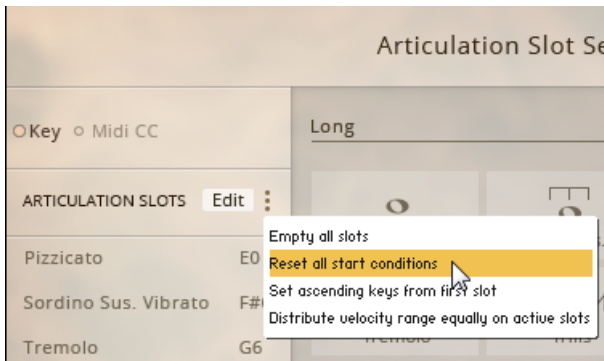 Articulation Slot Se
Key Midi CC
Long
ARTICULATION SLOTS Edit
Empty all slots
Pizzicato E0
Reset all start conditions
Set ascending keys from first slot
Sordino Sus. Vibrato F#
Distribute velocity range equally on active slots
Tremolo G6